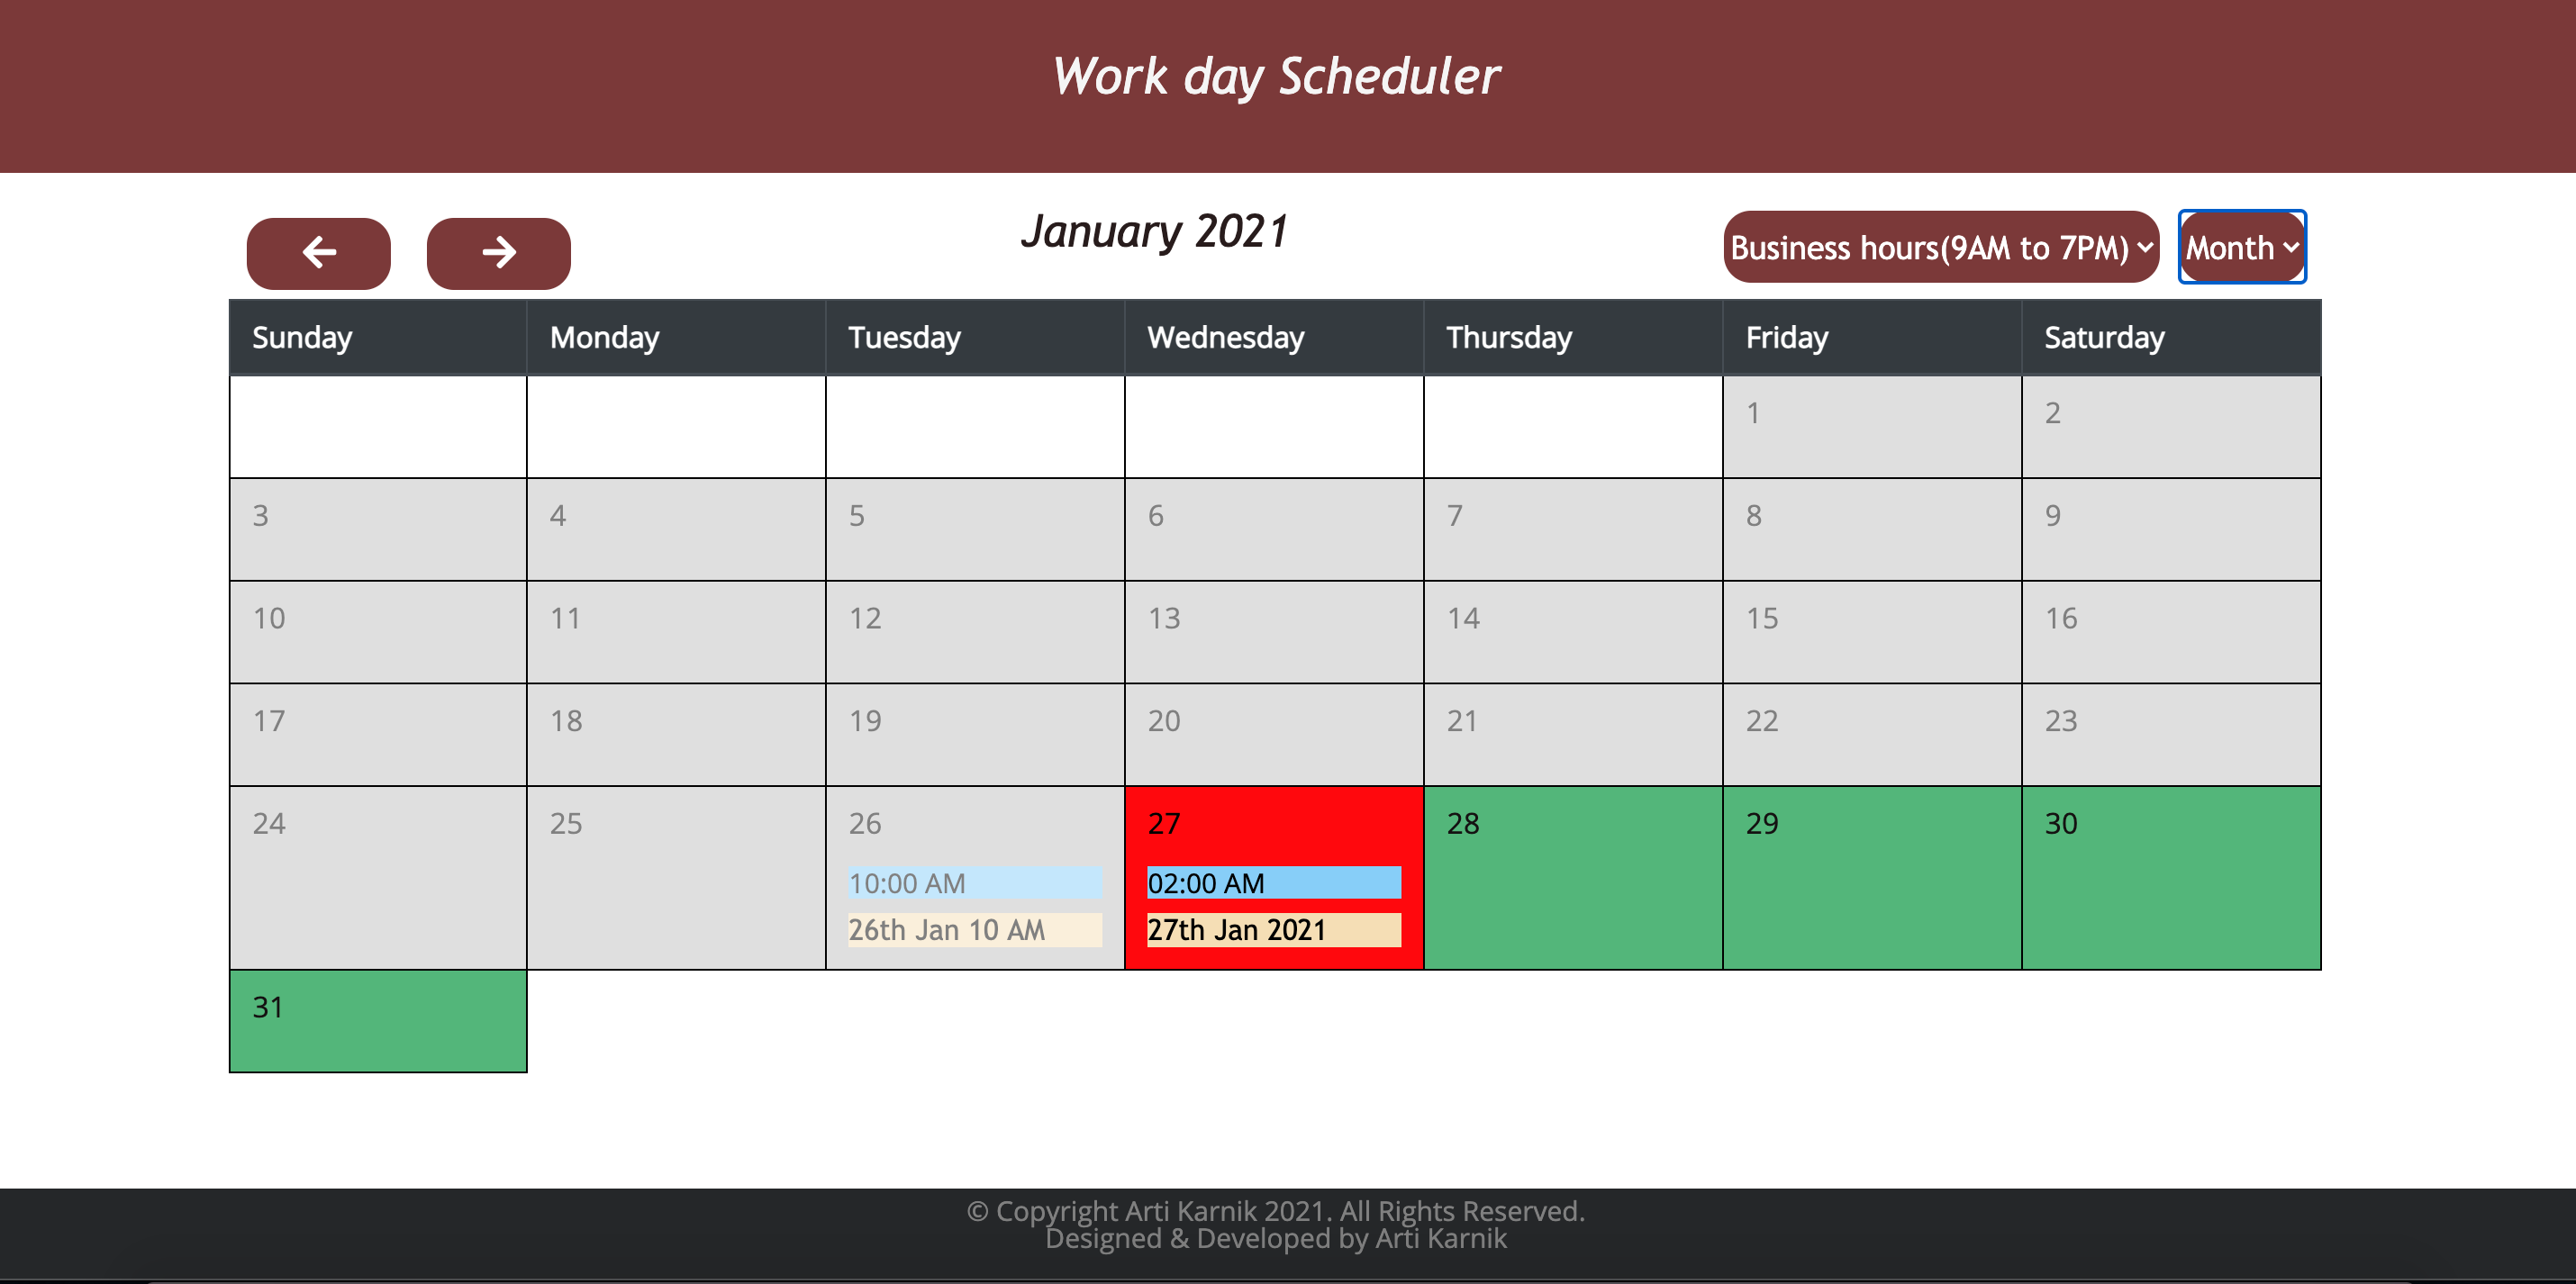 Work day Scheduler
January 2021
Business hours(9AM to 7PM)
Month
Sunday Monday Tuesday Wednesday Thursday Friday Saturday
1 2
3 4 5 6 7 8 9
10 11 12 13 14 15 16
17 18 19 20 21 22 23
24 25 26 27 28 29 30
10:00 AM 02:00 AM
26th Jan 10 AM 27th Jan 2021
31
© Copyright Arti Karnik 2021. All Rights Reserved.
Designed & Developed by Arti Karnik